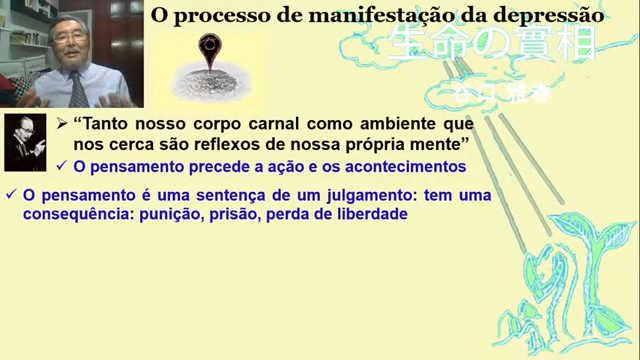 O processo de manifestação da depressão
生命の實相
谷口 雅春
"Tanto nosso corpo carnal como ambiente que
nos cerca são reflexos de nossa própria mente"
O pensamento precede a ação e os acontecimentos
O pensamento é uma sentença de um julgamento: tem uma
consequência: punição, prisão, perda de liberdade